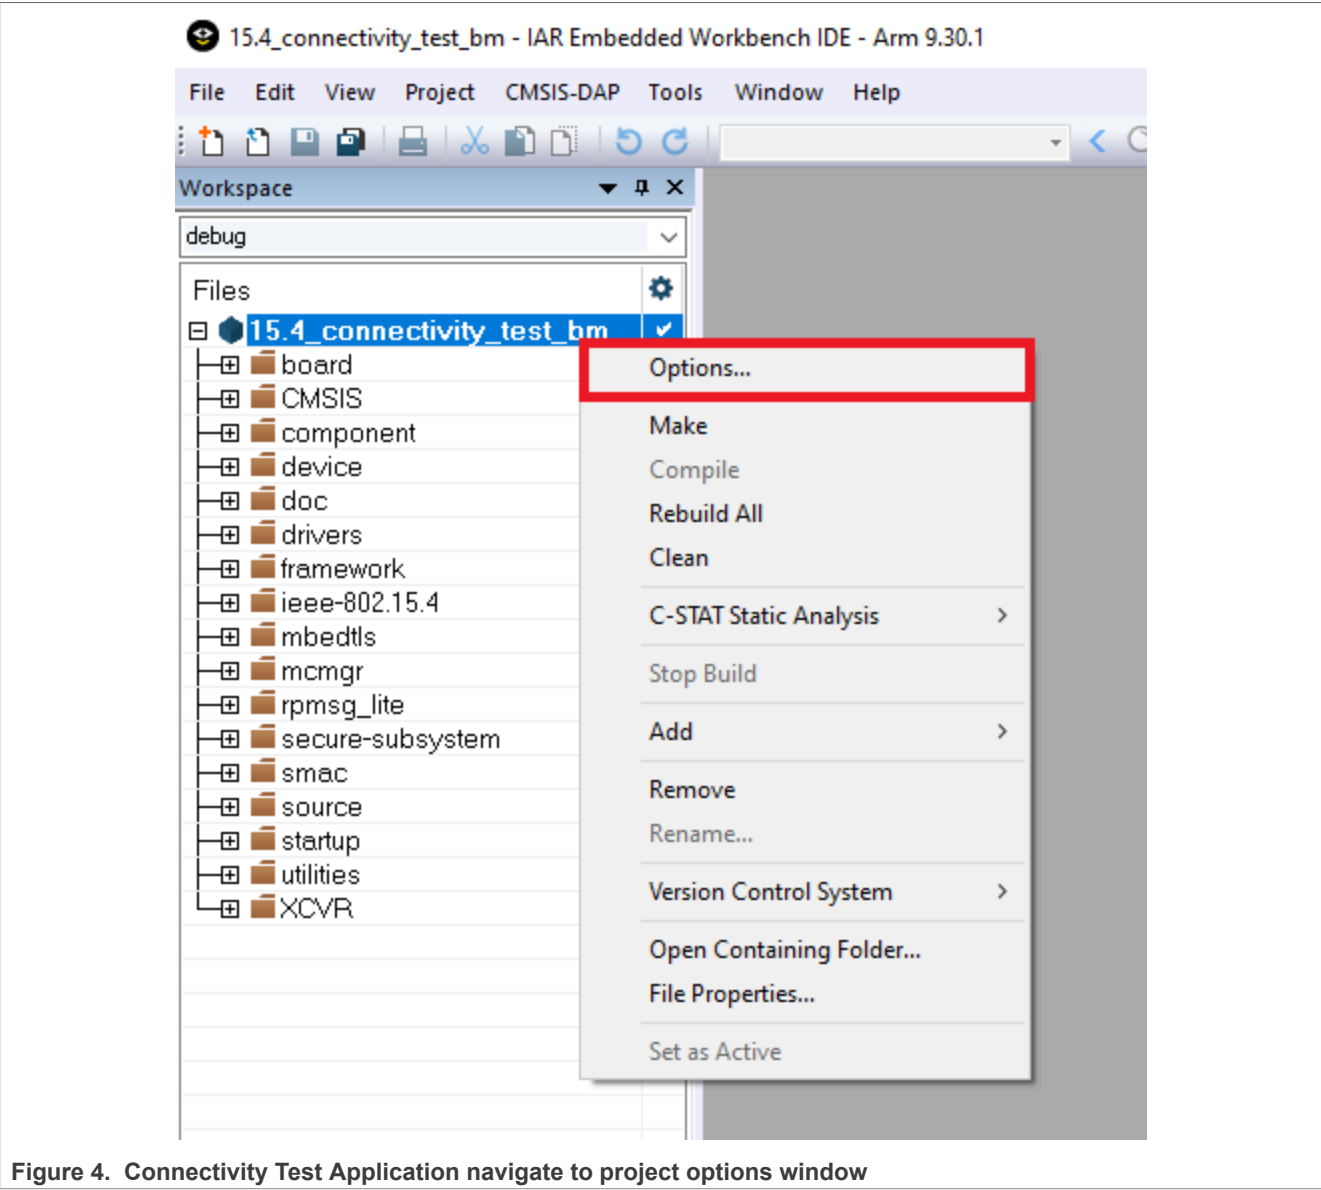 15.4_connectivity_test_bm - IAR Embedded Workbench IDE - Arm 9.30.1
File Edit View Project CMSIS-DAP Tools Window Help
Workspace
debug
Files
15.4_connectivity_test_bm
board
CMSIS
component
device
doc
drivers
framework
ieee-802.15.4
mbedtls
mcmgr
rpmsg_lite
secure-subsystem
smac
source
startup
utilities
XCVR
Options...
Make
Compile
Rebuild All
Clean
C-STAT Static Analysis
Stop Build
Add
Remove
Rename...
Version Control System
Open Containing Folder...
File Properties...
Set as Active
Figure 4. Connectivity Test Application navigate to project options window